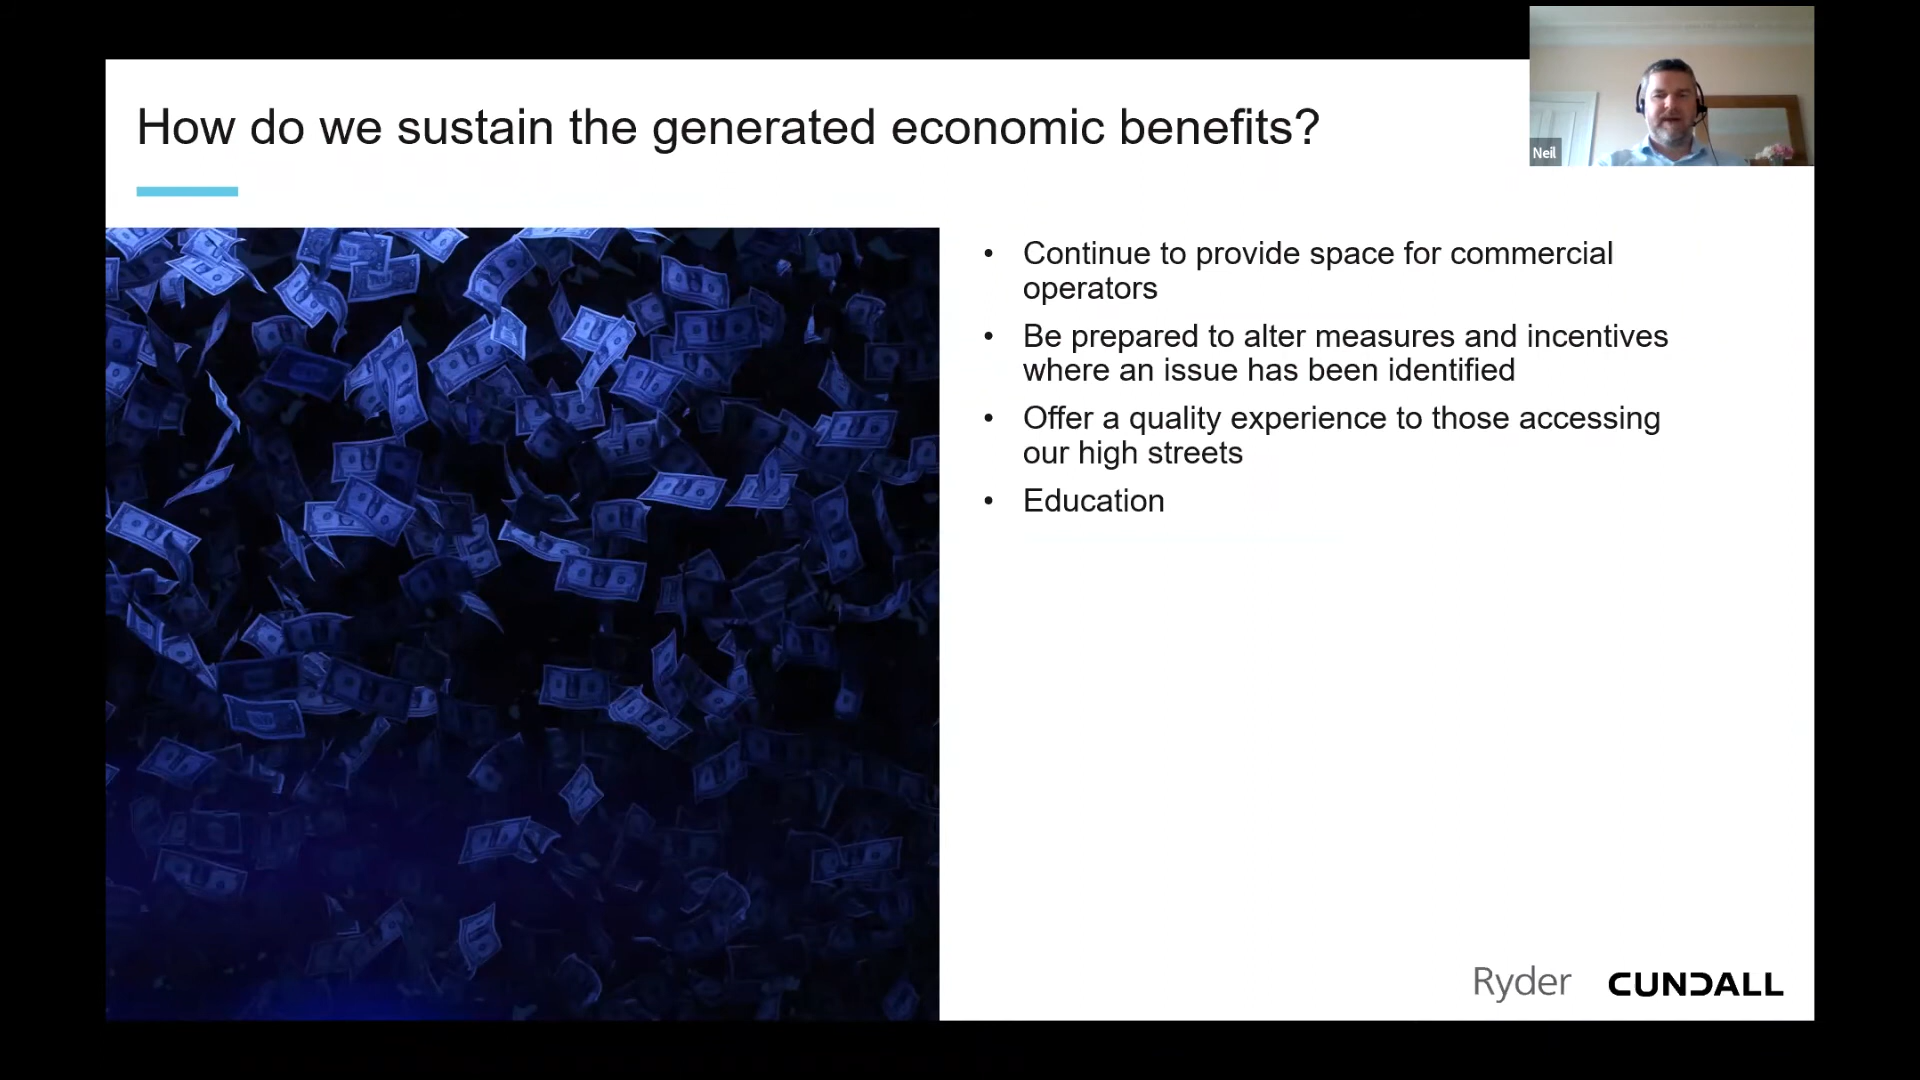 How do we sustain the generated economic benefits?
Neil
• Continue to provide space for commercial
operators
• Be prepared to alter measures and incentives
where an issue has been identified
• Offer a quality experience to those accessing
our high streets
• Education
Ryder CUNDALL